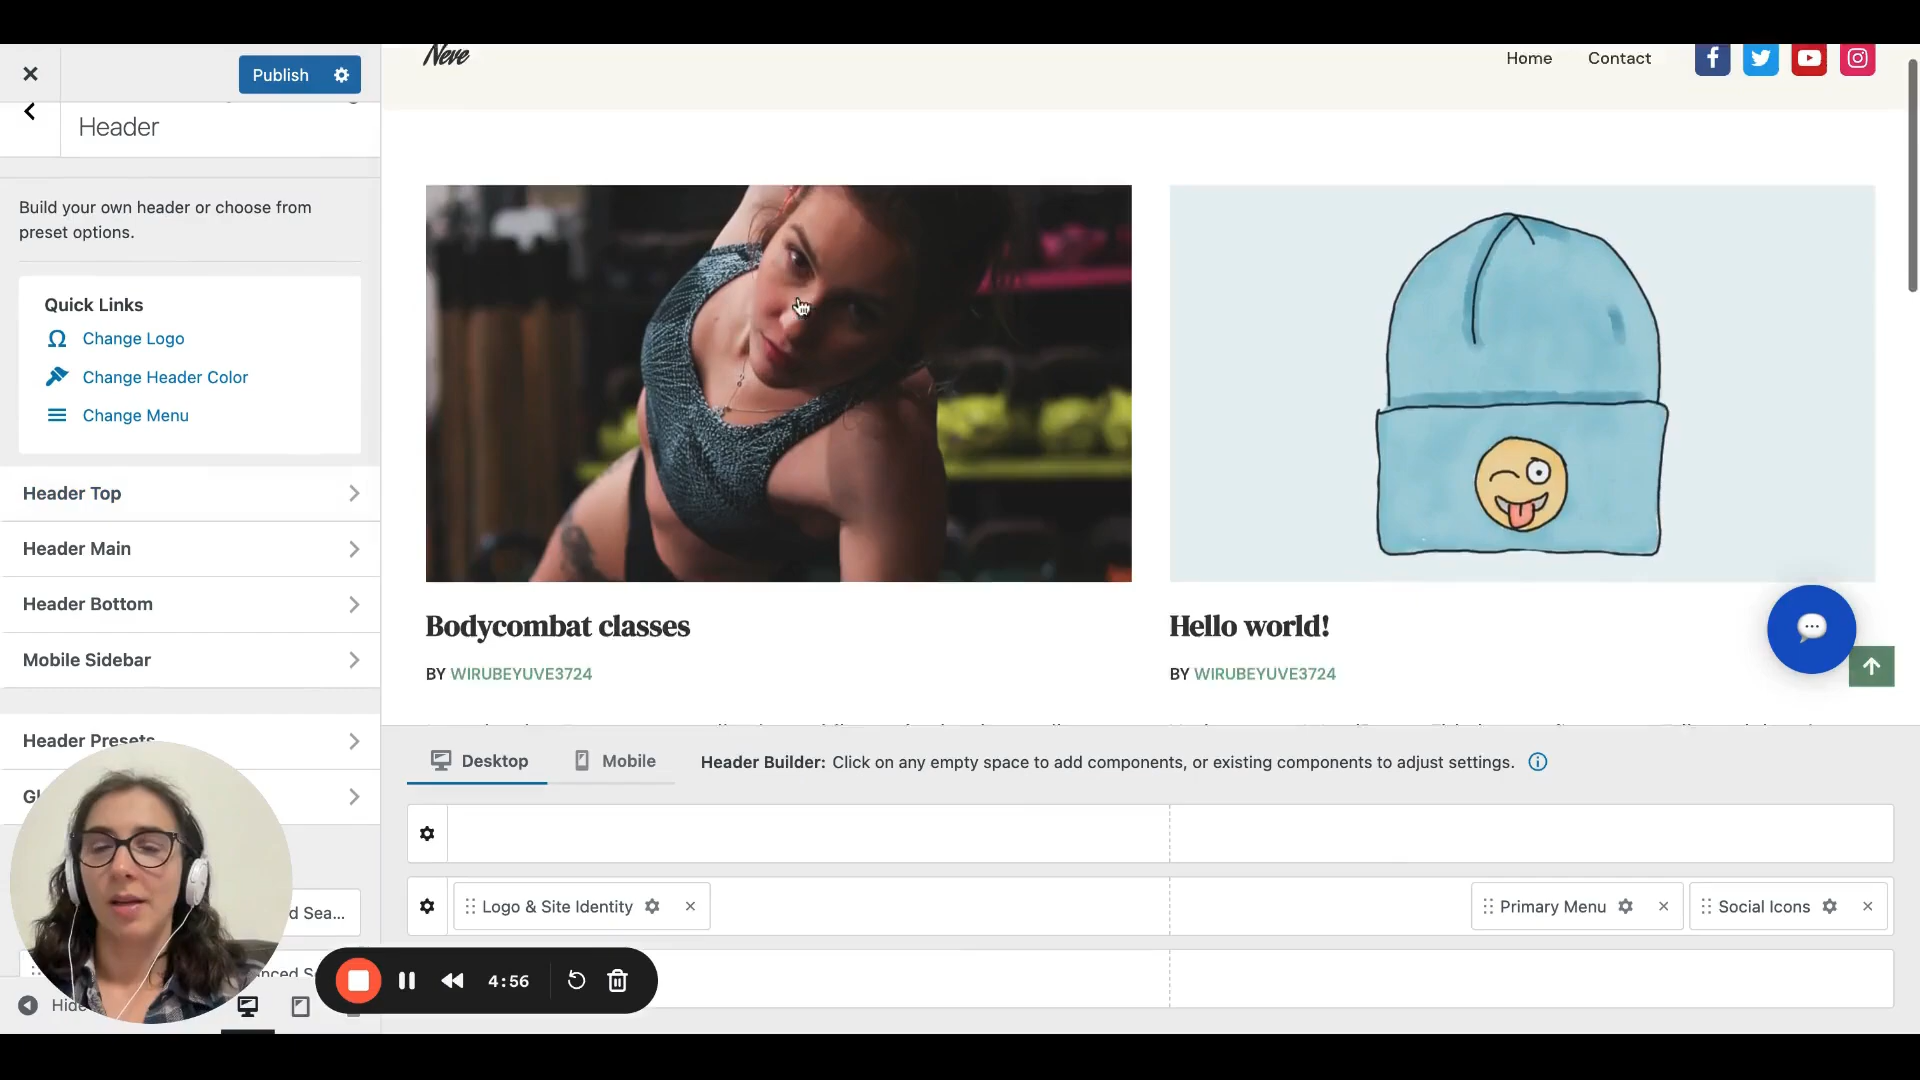 Publish
Header
Build your own header or choose from
preset options.
Quick Links
Change Logo
Change Header Color
Change Menu
Header Top
Header Main
Header Bottom
Mobile Sidebar
Header Presets
Neve
Home
Contact
Bodycombat classes
BY WIRUBEYUVE3724
Hello world!
BY WIRUBEYUVE3724
Desktop
Mobile
Header Builder: Click on any empty space to add components, or existing components to adjust settings.
Logo & Site Identity
Primary Menu
Social Icons
d Sea...
nced S
Hide
4:56